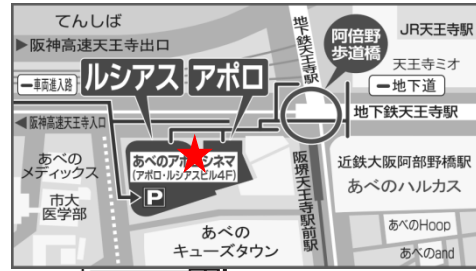 てんしば
▶阪神高速天王寺出口
地下鉄天王寺駅
阿倍野
歩道橋
JR天王寺駅
天王寺ミオ
━地下道
━車両進入路
ルシアス
アポロ
地下鉄天王寺駅
◀阪神高速天王寺入口
あべの
メディックス
市大
医学部
あべのアポロシネマ
(アポロ・ルシアスビル4F)
P
阪堺天王寺駅前駅
近鉄大阪阿部野橋駅
あべのハルカス
あべの
キューズタウン
あべのHoop
あべのand